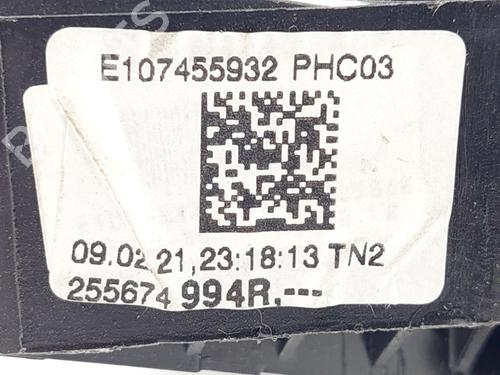 E107455932 PHC03
09.02.21,23:18:13 TN2
255674 994R,---